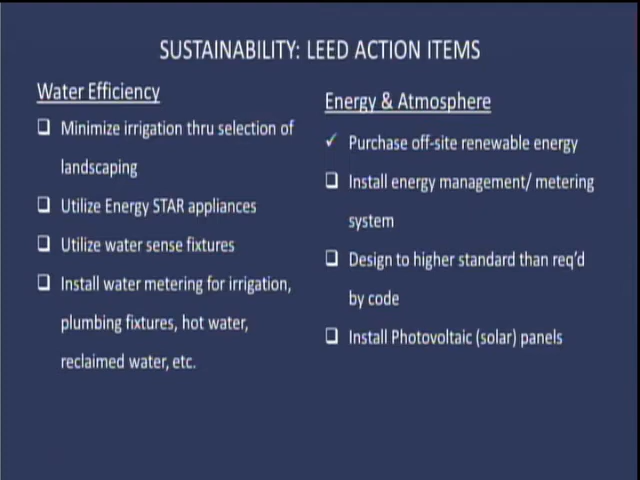 SUSTAINABILITY: LEED ACTION ITEMS
Water Efficiency
❑ Minimize irrigation thru selection of
landscaping
❑ Utilize Energy STAR appliances
❑ Utilize water sense fixtures
❑ Install water metering for irrigation,
plumbing fixtures, hot water,
reclaimed water, etc.
Energy & Atmosphere
✓ Purchase off-site renewable energy
❑ Install energy management/ metering
system
❑ Design to higher standard than req'd
by code
❑ Install Photovoltaic (solar) panels